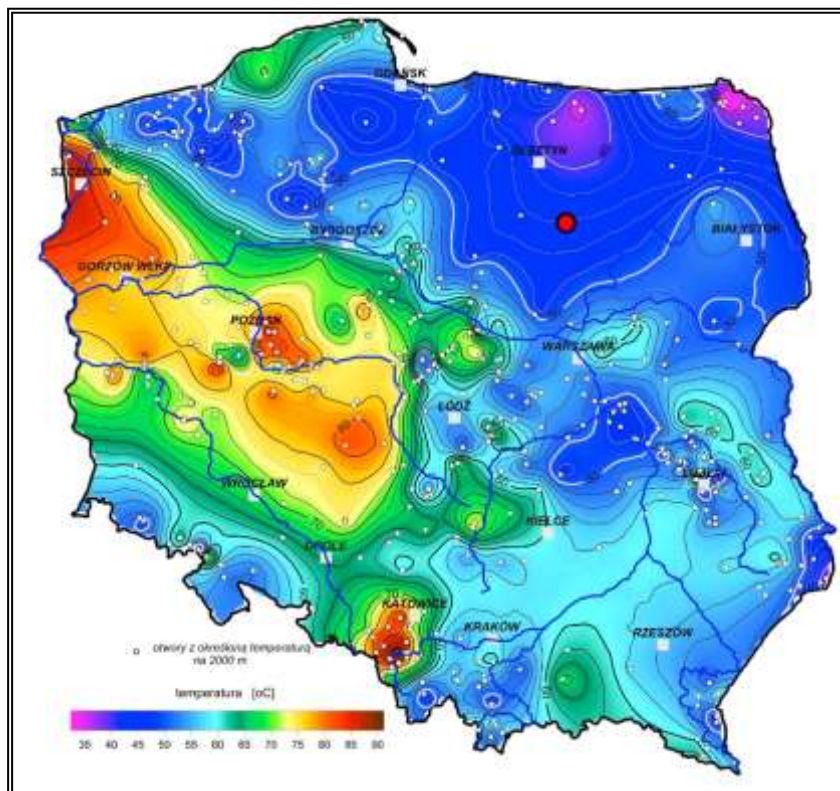 GDAŃSK
OLSZTYN
SZCZECIN
BIAŁYSTOK
BYDGOSZCZ
GORZÓW WLKP.
POZNAŃ
WARSZAWA
ŁÓDŹ
WROCŁAW
KIELCE
OPOLE
KATOWICE
KRAKÓW
RZESZÓW
otwory z określoną temperaturą
na 2000 m
temperatura [oC]
35 40 45 50 55 60 65 70 75 80 85 90